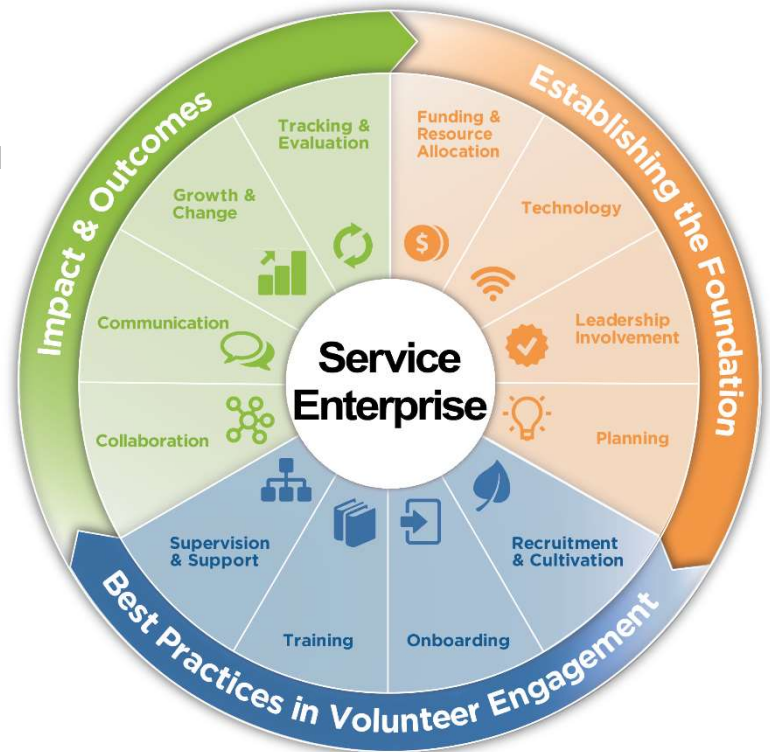 Service
Enterprise
Establishing the Foundation
Funding &
Resource
Allocation
Technology
Leadership
Involvement
Planning
Best Practices in Volunteer Engagement
Recruitment
& Cultivation
Onboarding
Training
Supervision
& Support
Impact & Outcomes
Collaboration
Communication
Growth &
Change
Tracking &
Evaluation
$